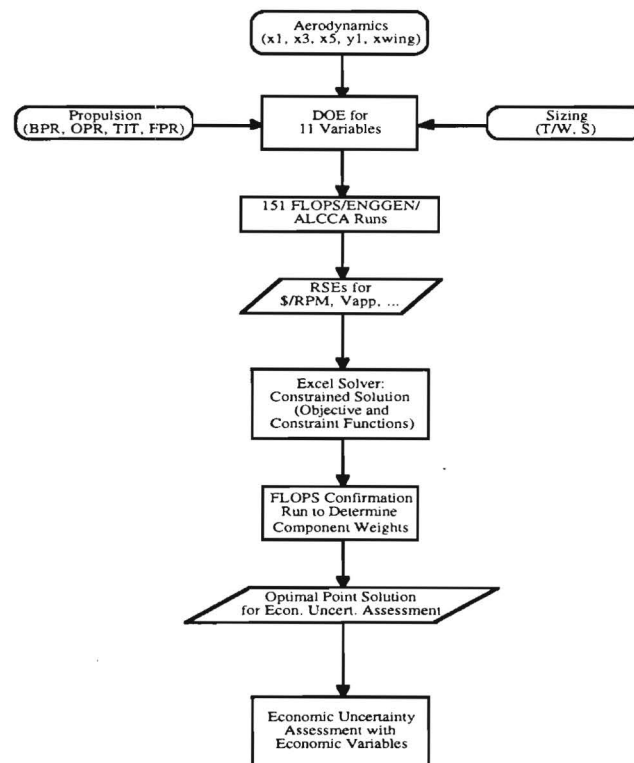 Aerodynamics
(x1, x3, x5, y1, xwing)
Propulsion
(BPR, OPR, TIT, FPR)
DOE for
11 Variables
Sizing
(T/W, S)
151 FLOPS/ENGGEN/
ALCCA Runs
RSEs for
$/RPM, Vapp, ...
Excel Solver:
Constrained Solution
(Objective and
Constraint Functions)
FLOPS Confirmation
Run to Determine
Component Weights
Optimal Point Solution
for Econ. Uncert. Assessment
Economic Uncertainty
Assessment with
Economic Variables